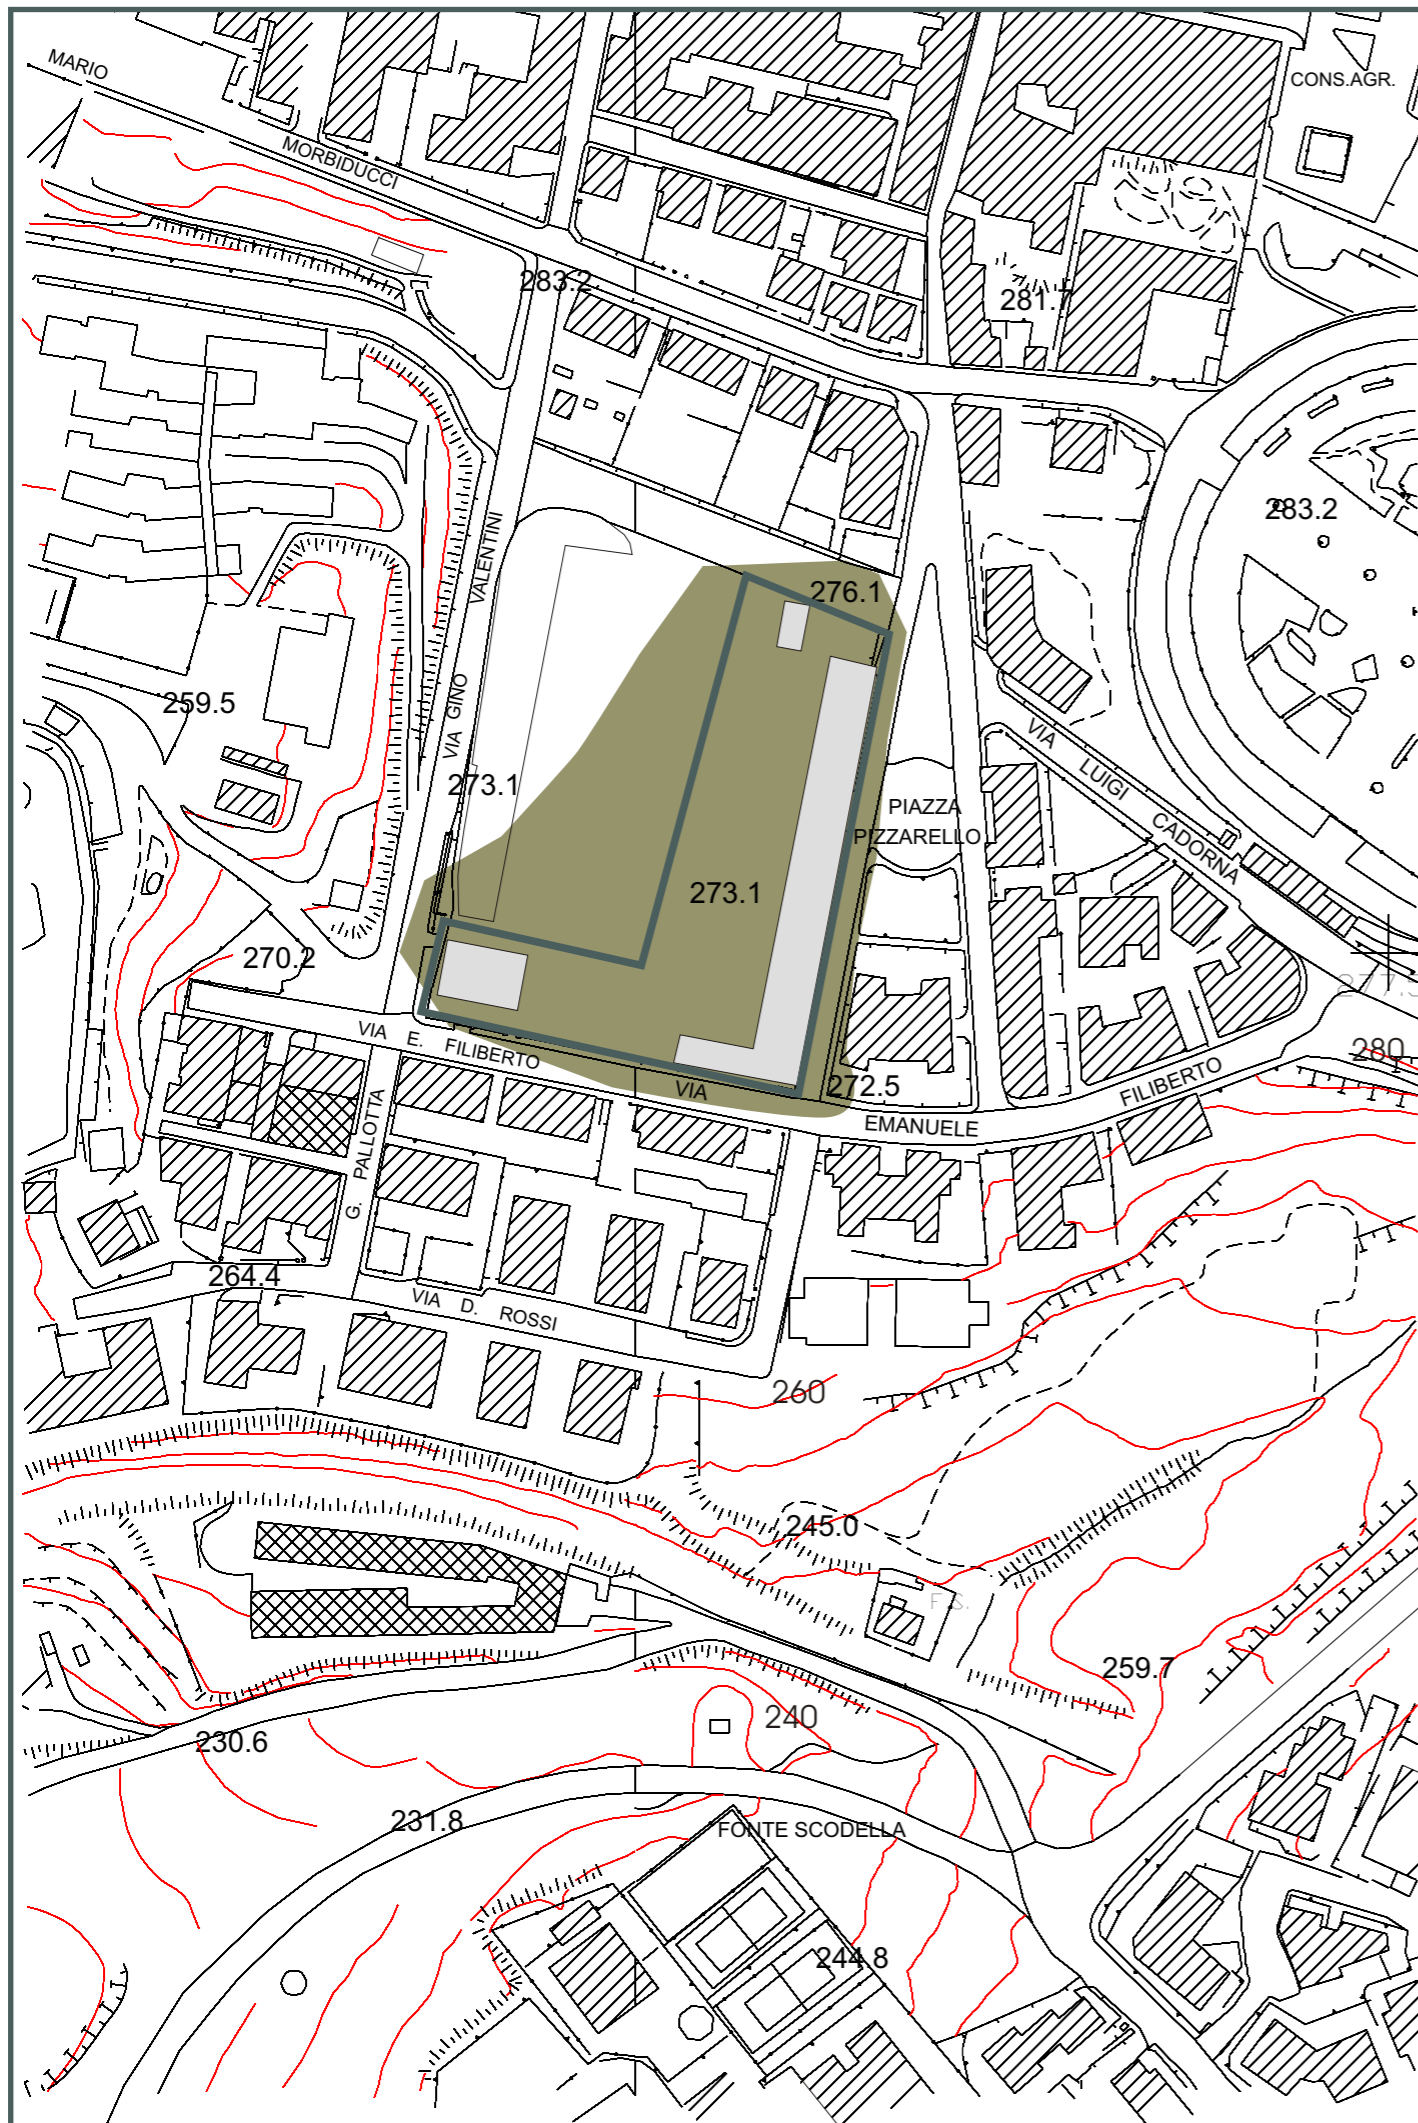 MARIO
CONS.AGR.
MORBIDUCCI
283.2
281.7
283.2
VALENTINI
276.1
VIA GINO
259.5
VIA
LUIGI
273.1
PIAZZA
PIZZARELLO
CADORNA
273.1
270.2
VIA E. FILIBERTO
280
VIA
272.5
FILIBERTO
EMANUELE
G. PALLOTTA
264.4
VIA D. ROSSI
260
245.0
F.S.
259.7
240
230.6
231.8
FONTE SCODELLA
244.8